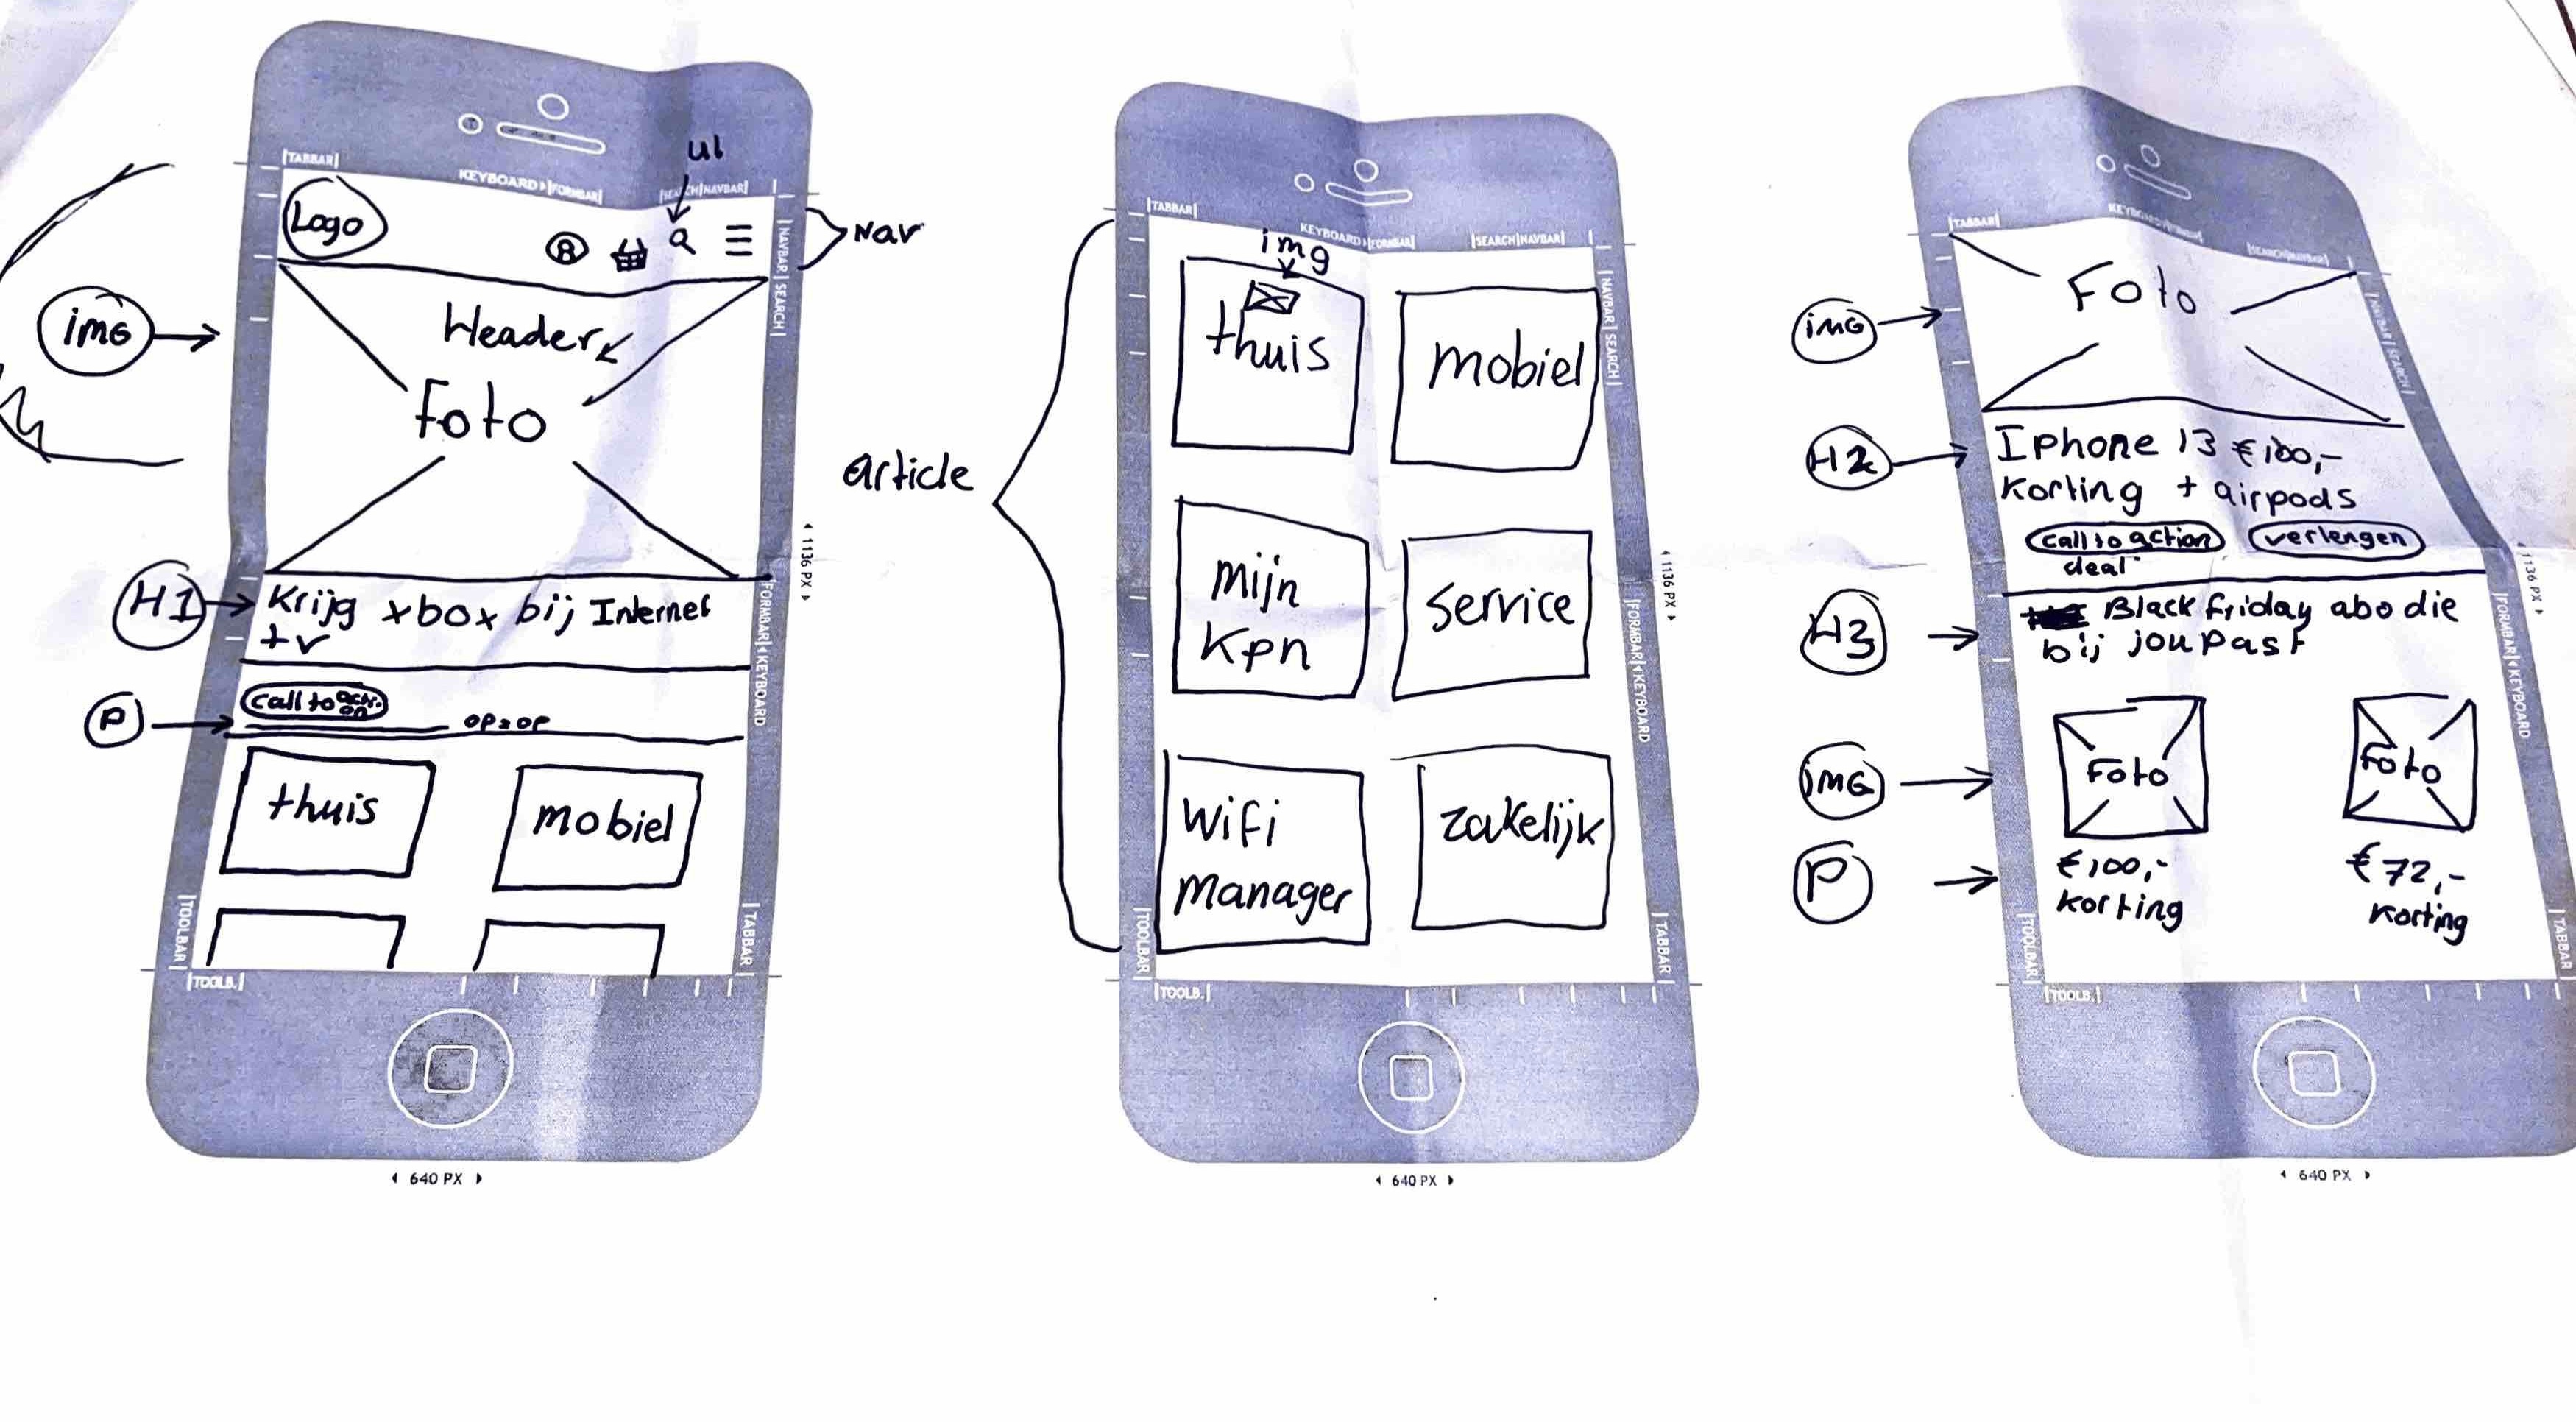 ul
TABBAR
KEYBOARD FORMBAR
SEARCH NAVBAR
Logo
NAV
NAVBAR SEARCH
img
Header
foto
1136 PX
H1
Krijg xbox bij Internet
+v
FORMBAR KEYBOARD
P
call to action
op=op
thuis
mobiel
TOOLBAR
TABBAR
TOOLB.
640 PX
TABBAR
KEYBOARD FORMBAR
SEARCH NAVBAR
img
thuis
mobiel
NAVBAR SEARCH
article
mijn
Kpn
service
1136 PX
FORMBAR KEYBOARD
Wifi
manager
zakelijk
TOOLBAR
TABBAR
TOOLB.
640 PX
TABBAR
KEYBOARD FORMBAR
SEARCH NAVBAR
img
Foto
NAVBAR SEARCH
H2
Iphone 13 €100,-
korting + airpods
call to action
deal
verlengen
1136 PX
H3
Black friday abo die
bij jou past
FORMBAR KEYBOARD
img
Foto
Foto
P
€100,-
korting
€72,-
korting
TOOLBAR
TABBAR
TOOLB.
640 PX